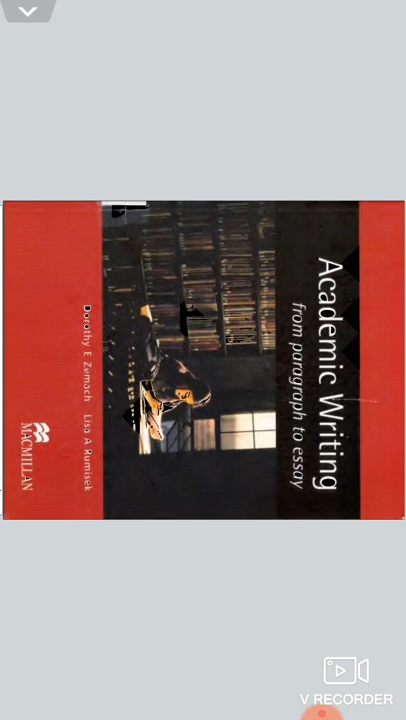 Academic Writing
from paragraph to essay
Dorothy E Zemach Lisa A Rumisek
MACMILLAN
V RECORDER